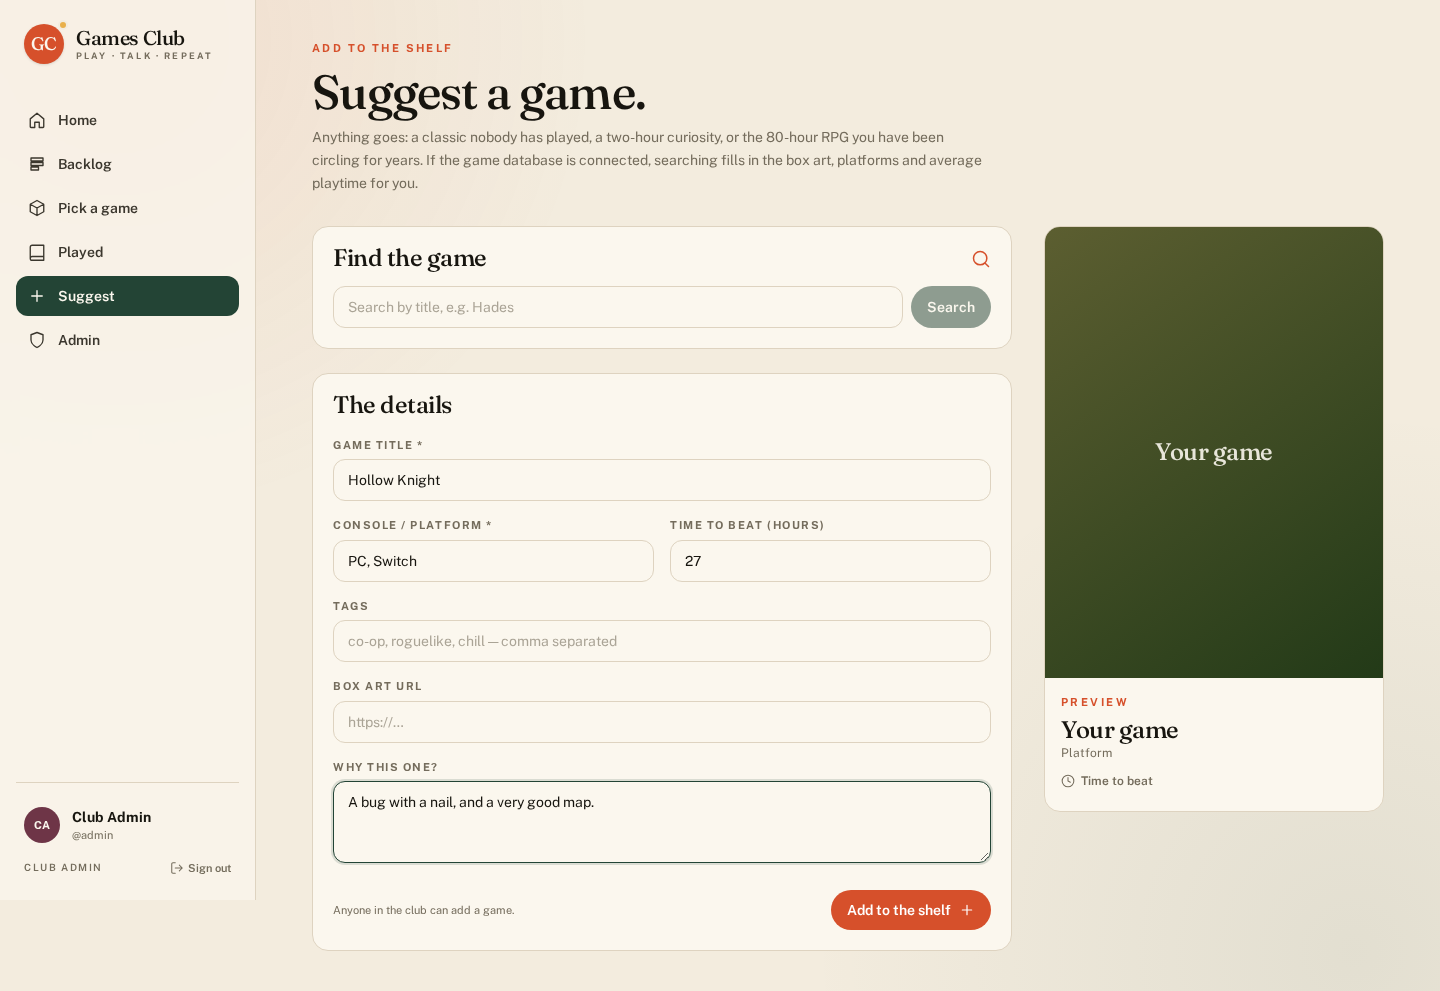 GC
Games Club
PLAY · TALK · REPEAT
Home
Backlog
Pick a game
Played
Suggest
Admin
CA
Club Admin
@admin
CLUB ADMIN
Sign out
ADD TO THE SHELF
Suggest a game.
Anything goes: a classic nobody has played, a two-hour curiosity, or the 80-hour RPG you have been
circling for years. If the game database is connected, searching fills in the box art, platforms and average
playtime for you.
Find the game
Search by title, e.g. Hades
Search
The details
GAME TITLE *
Hollow Knight
CONSOLE / PLATFORM *
TIME TO BEAT (HOURS)
PC, Switch
27
TAGS
co-op, roguelike, chill — comma separated
BOX ART URL
https://...
WHY THIS ONE?
A bug with a nail, and a very good map.
Anyone in the club can add a game.
Add to the shelf
Your game
PREVIEW
Your game
Platform
Time to beat